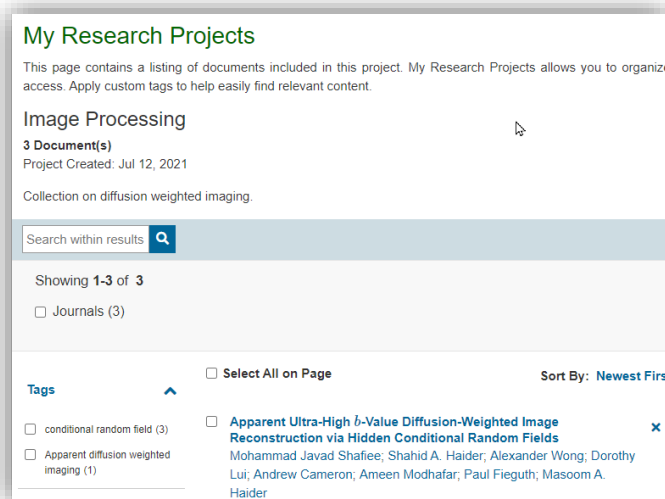 My Research Projects
This page contains a listing of documents included in this project. My Research Projects allows you to organize
access. Apply custom tags to help easily find relevant content.
Image Processing
3 Document(s)
Project Created: Jul 12, 2021
Collection on diffusion weighted imaging.
Search within results
Showing 1-3 of 3
Journals (3)
Tags
conditional random field (3)
Apparent diffusion weighted
imaging (1)
Select All on Page
Sort By: Newest Firs
Apparent Ultra-High b-Value Diffusion-Weighted Image
Reconstruction via Hidden Conditional Random Fields
Mohammad Javad Shafiee; Shahid A. Haider; Alexander Wong; Dorothy
Lui; Andrew Cameron; Ameen Modhafar; Paul Fieguth; Masoom A.
Haider